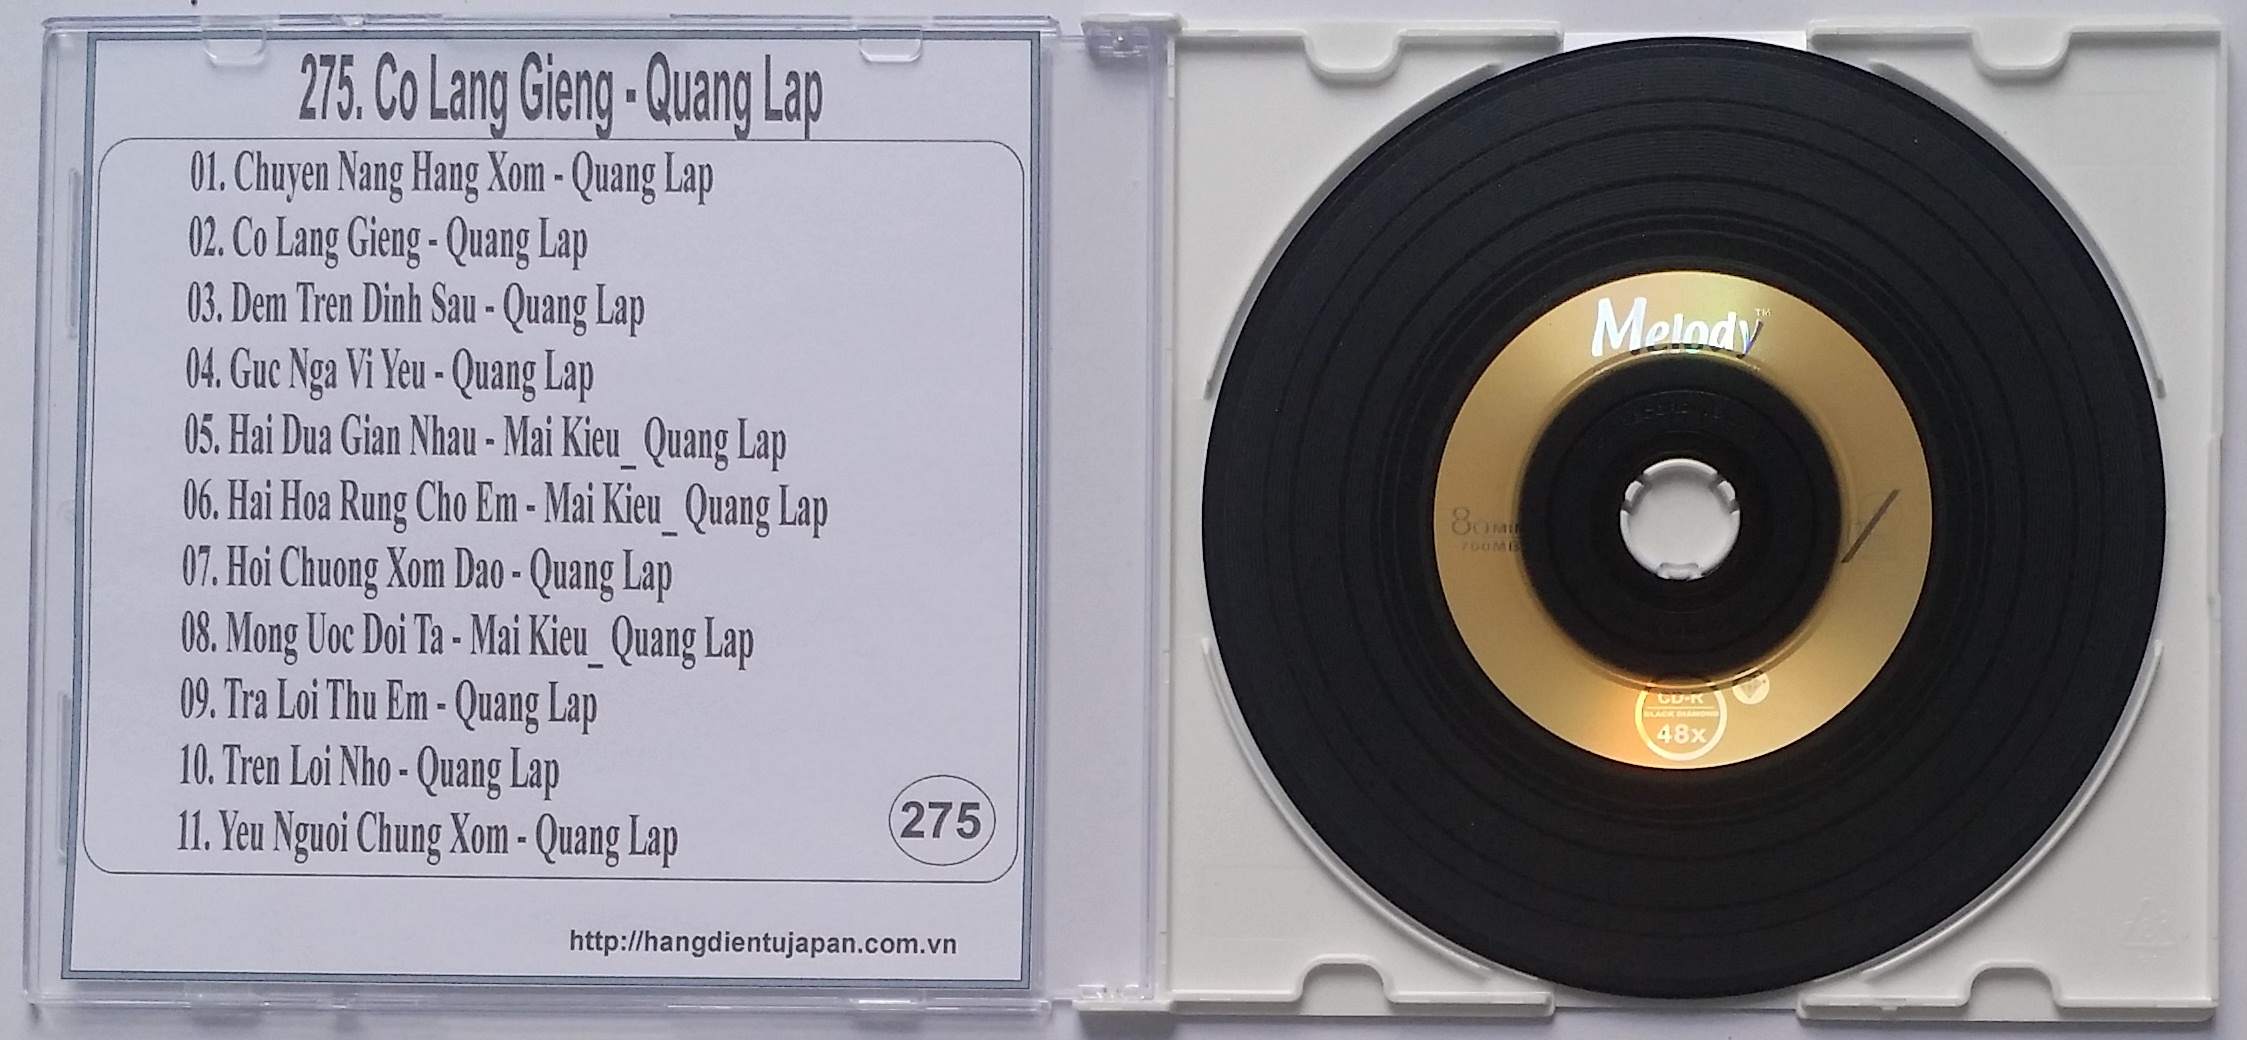 275. Co Lang Gieng - Quang Lap
01. Chuyen Nang Hang Xom - Quang Lap
02. Co Lang Gieng - Quang Lap
03. Dem Tren Dinh Sau - Quang Lap
04. Guc Nga Vi Yeu - Quang Lap
05. Hai Dua Gian Nhau - Mai Kieu_ Quang Lap
06. Hai Hoa Rung Cho Em - Mai Kieu_ Quang Lap
07. Hoi Chuong Xom Dao - Quang Lap
08. Mong Uoc Doi Ta - Mai Kieu_ Quang Lap
09. Tra Loi Thu Em - Quang Lap
10. Tren Loi Nho - Quang Lap
11. Yeu Nguoi Chung Xom - Quang Lap
275
http://hangdientujapan.com.vn
Melody™
80MIN
700MB
CD-R
BLACK DIAMOND
48x